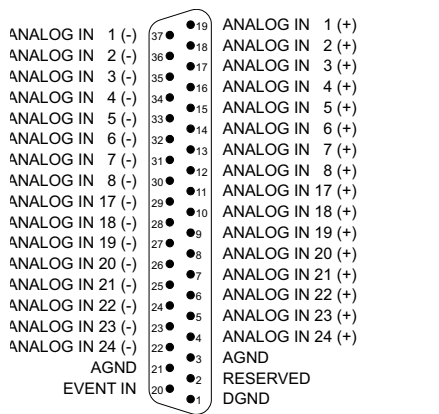 19 ANALOG IN 1 (+)
ANALOG IN 1 (-) 37
18 ANALOG IN 2 (+)
ANALOG IN 2 (-) 36
17 ANALOG IN 3 (+)
ANALOG IN 3 (-) 35
16 ANALOG IN 4 (+)
ANALOG IN 4 (-) 34
15 ANALOG IN 5 (+)
ANALOG IN 5 (-) 33
14 ANALOG IN 6 (+)
ANALOG IN 6 (-) 32
13 ANALOG IN 7 (+)
ANALOG IN 7 (-) 31
12 ANALOG IN 8 (+)
ANALOG IN 8 (-) 30
11 ANALOG IN 17 (+)
ANALOG IN 17 (-) 29
10 ANALOG IN 18 (+)
ANALOG IN 18 (-) 28
9 ANALOG IN 19 (+)
ANALOG IN 19 (-) 27
8 ANALOG IN 20 (+)
ANALOG IN 20 (-) 26
7 ANALOG IN 21 (+)
ANALOG IN 21 (-) 25
6 ANALOG IN 22 (+)
ANALOG IN 22 (-) 24
5 ANALOG IN 23 (+)
ANALOG IN 23 (-) 23
4 ANALOG IN 24 (+)
ANALOG IN 24 (-) 22
3 AGND
AGND 21
2 RESERVED
EVENT IN 20
1 DGND